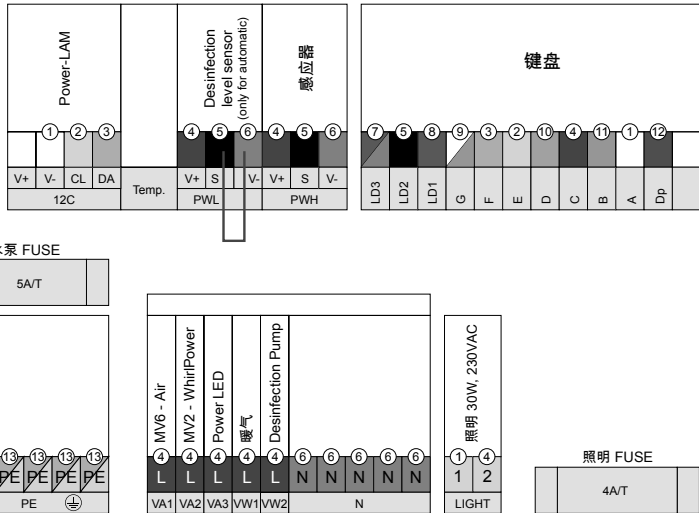 Power-LAM
Desinfection
level sensor
(only for automatic)
感应器
键盘
1 2 3 4 5 6 4 5 6 7 5 8 9 3 2 10 4 11 1 12
V+ V- CL DA V+ S V- V+ S V-
12C Temp. PWL PWH
LD3 LD2 LD1 G F E D C B A Dp
泵 FUSE
5A/T
MV6 - Air
MV2 - WhirlPower
Power LED
暖气
Desinfection Pump
照明 30W, 230VAC
13 13 13 13 4 4 4 4 4 6 6 6 6 6 1 4
PE PE PE PE L L L L L N N N N N 1 2
PE VA1 VA2 VA3 VW1 VW2 N LIGHT
照明 FUSE
4A/T